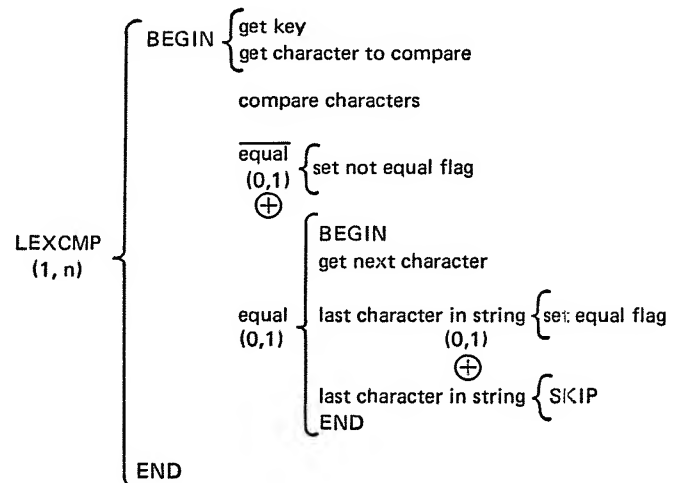 BEGIN
get key
get character to compare
compare characters
equal
(0,1)
⊕
set not equal flag
LEXCMP
(1, n)
equal
(0,1)
BEGIN
get next character
last character in string
(0,1)
⊕
set equal flag
last character in string
SKIP
END
END